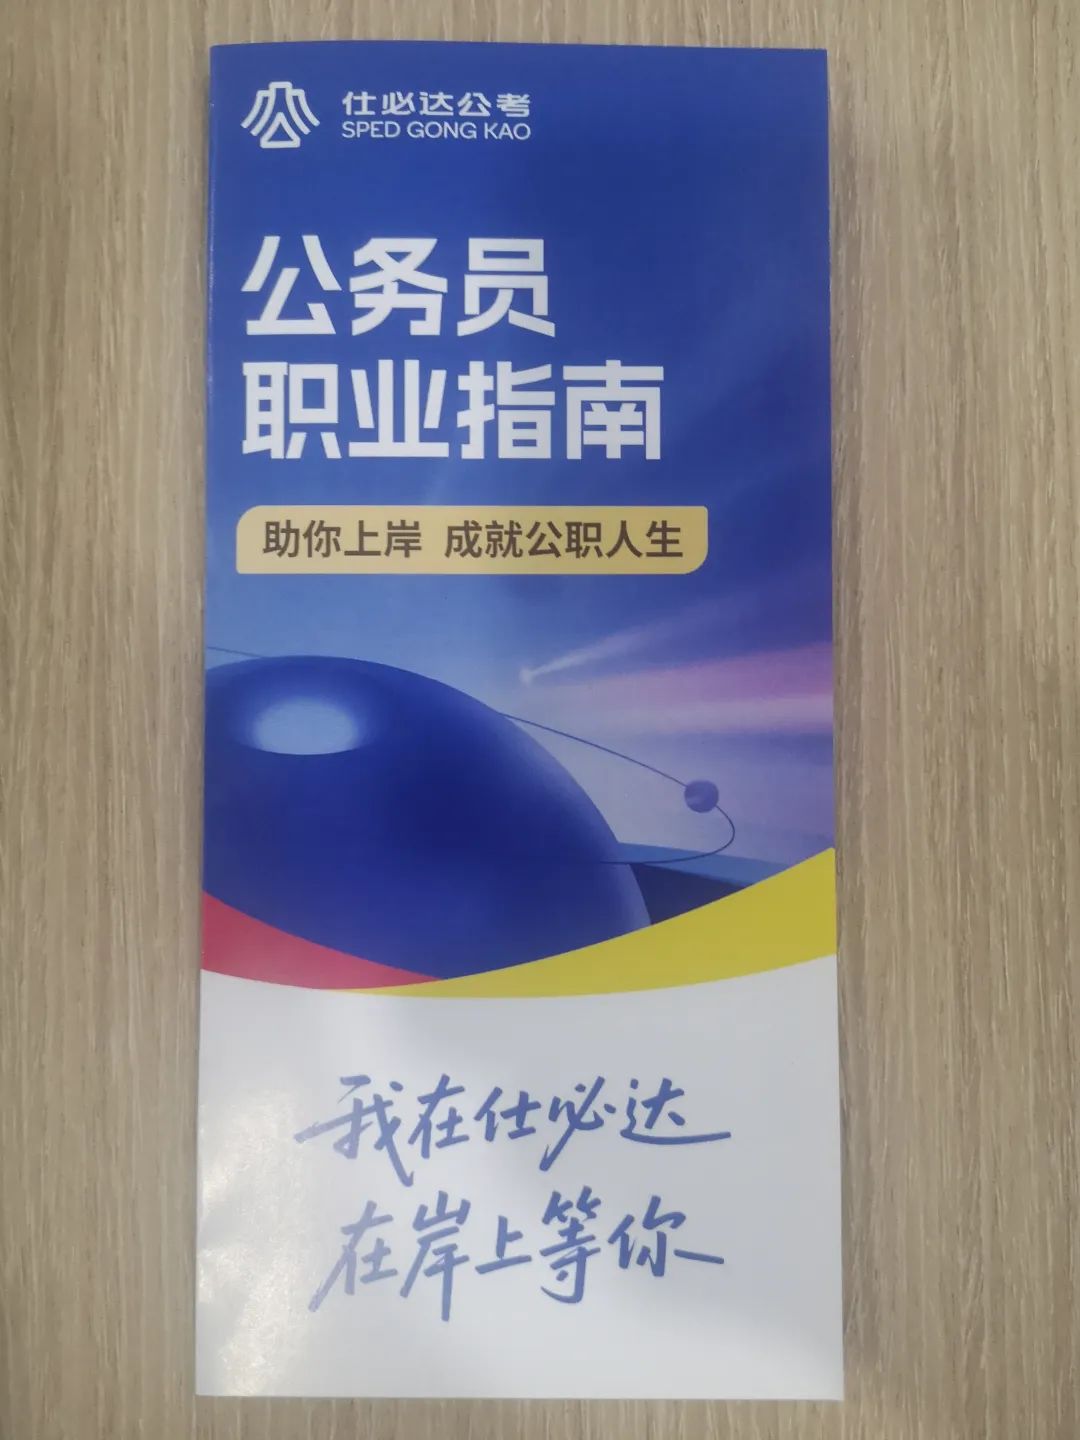 仕必达公考
SPED GONG KAO
公务员
职业指南
助你上岸 成就公职人生
我在仕必达
在岸上等你